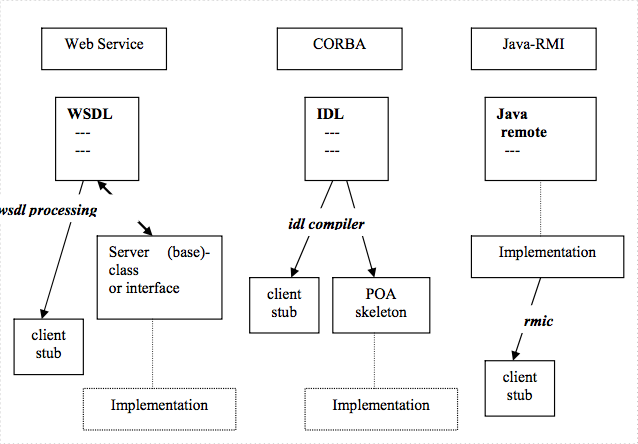 Web Service
CORBA
Java-RMI
WSDL
---
---
IDL
---
---
Java
remote
---
wsdl processing
idl compiler
Server (base)-
class
or interface
Implementation
client
stub
POA
skeleton
client
stub
rmic
client
stub
Implementation
Implementation